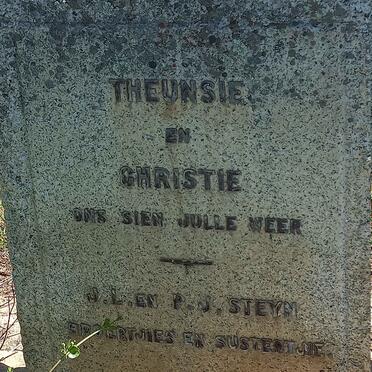 THEUNSIE
EN
CHRISTIE
ONS SIEN JULLE WEER
J.L. EN P.J. STEYN
EN SUSTERTJIE